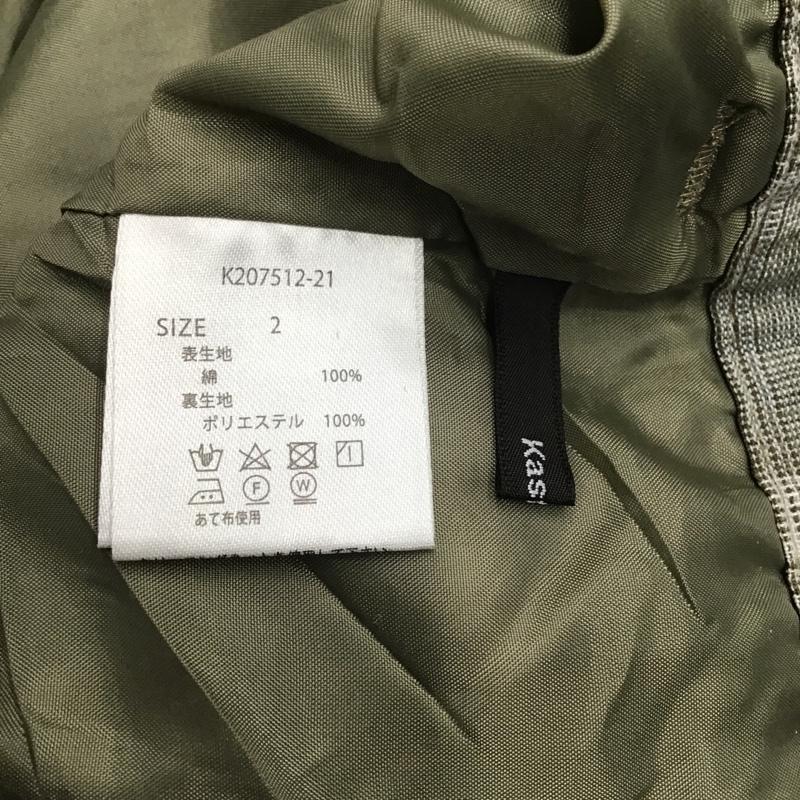 K207512-21
SIZE 2
表生地
綿 100%
裏生地
ポリエステル 100%
F W
あて布使用
Kas